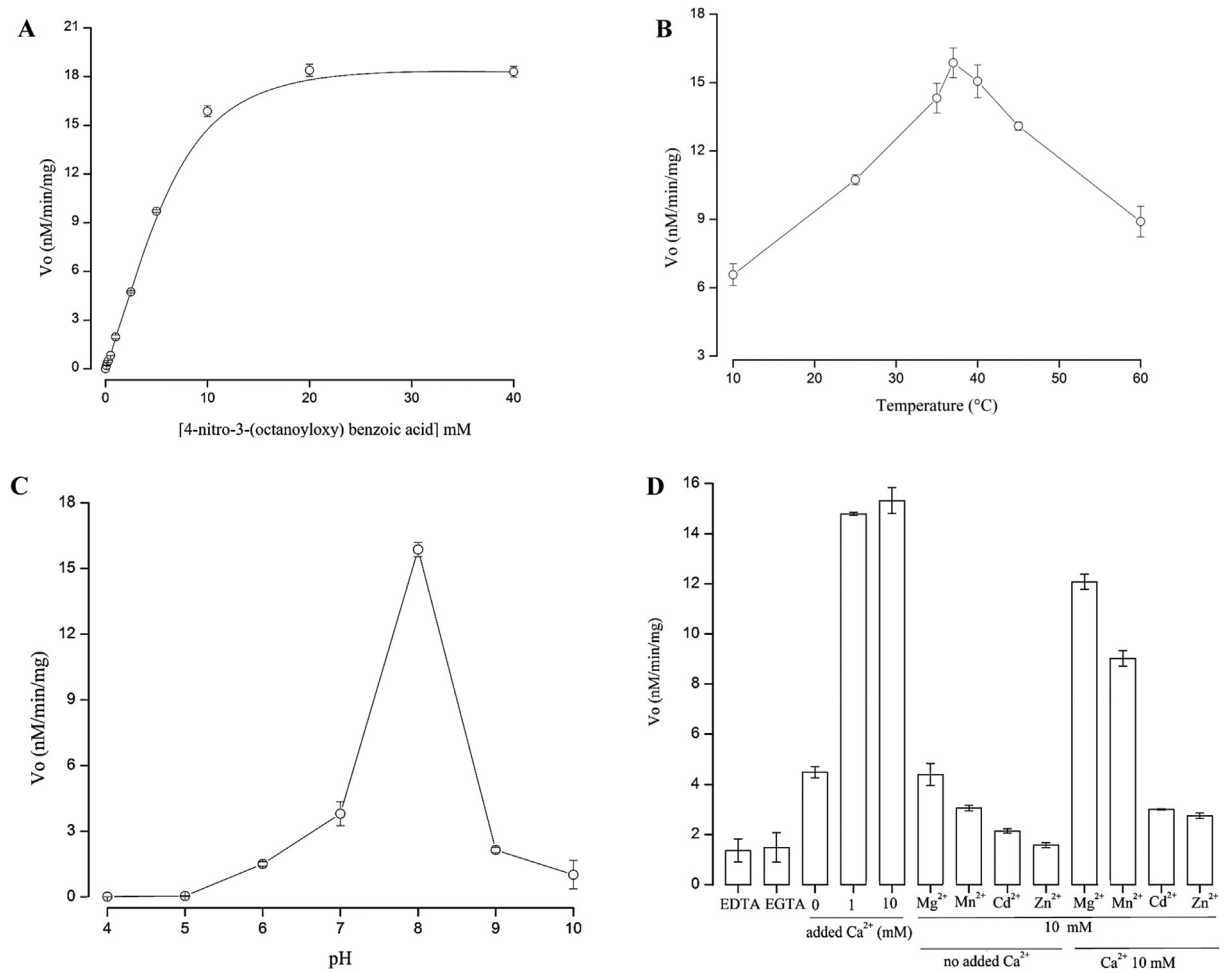 A
21
18
15
12
9
6
3
0
Vo (nM/min/mg)
0 10 20 30 40
[4-nitro-3-(octanoyloxy) benzoic acid] mM
B
18
15
12
9
6
3
Vo (nM/min/mg)
10 20 30 40 50 60
Temperature (°C)
C
18
15
12
9
6
3
0
Vo (nM/min/mg)
4 5 6 7 8 9 10
pH
D
16
14
12
10
8
6
4
2
0
Vo (nM/min/mg)
EDTA EGTA 0 1 10 Mg²⁺ Mn²⁺ Cd²⁺ Zn²⁺ Mg²⁺ Mn²⁺ Cd²⁺ Zn²⁺
added Ca²⁺ (mM) 10 mM
no added Ca²⁺ Ca²⁺ 10 mM